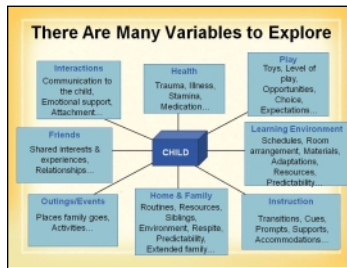 There Are Many Variables to Explore
Interactions
Communication to
the child,
Emotional support,
Attachment...
Health
Trauma, Illness,
Stamina,
Medication...
Play
Toys, Level of
play,
Opportunities,
Choice,
Expectations...
Friends
Shared interests &
experiences,
Relationships...
CHILD
Learning Environment
Schedules, Room
arrangement, Materials,
Adaptations,
Resources,
Predictability...
Outings/Events
Places family goes,
Activities...
Home & Family
Routines, Resources,
Siblings,
Environment, Respite,
Predictability,
Extended family...
Instruction
Transitions, Cues,
Prompts, Supports,
Accommodations...